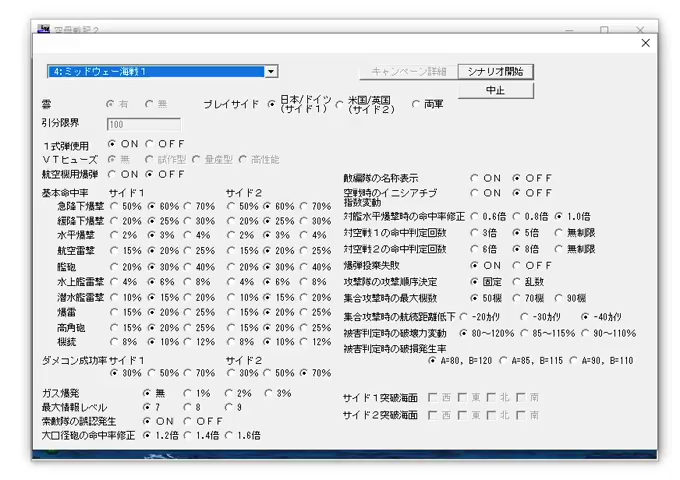 空母戦記2
4:ミッドウェー海戦1
キャンペーン詳細 シナリオ開始
中止
雲 有 無 プレイサイド 日本/ドイツ(サイド1) 米国/英国(サイド2) 両軍
引分限界 100
1式弾使用 ON OFF
VTヒューズ 無 試作型 量産型 高性能
航空機用爆弾 ON OFF
敵編隊の名称表示 ON OFF
空戦時のイニシアチブ指数変動 ON OFF
基本命中率 サイド1 サイド2
急降下爆撃 50% 60% 70% 50% 60% 70%
緩降下爆撃 20% 25% 30% 20% 25% 30%
水平爆撃 2% 3% 4% 2% 3% 4%
航空雷撃 15% 20% 25% 15% 20% 25%
艦砲 20% 30% 40% 20% 30% 40%
水上艦雷撃 4% 6% 8% 4% 6% 8%
潜水艦雷撃 10% 15% 20% 10% 15% 20%
爆雷 15% 20% 25% 15% 20% 25%
高角砲 15% 20% 25% 15% 20% 25%
機銃 8% 10% 12% 8% 10% 12%
対艦水平爆撃時の命中率修正 0.6倍 0.8倍 1.0倍
対空戦1の命中判定回数 3倍 5倍 無制限
対空戦2の命中判定回数 6倍 8倍 無制限
爆弾投棄失敗 ON OFF
攻撃隊の攻撃順序決定 固定 乱数
集合攻撃時の最大機数 50機 70機 90機
集合攻撃時の航続距離低下 -20カイリ -30カイリ -40カイリ
被害判定時の破壊力変動 80～120% 85～115% 90～110%
被害判定時の破損発生率
A=80, B=120 A=85, B=115 A=90, B=110
ダメコン成功率 サイド1 サイド2
30% 50% 70% 30% 50% 70%
ガス爆発 無 1% 2% 3%
最大情報レベル 7 8 9
索敵隊の誤認発生 ON OFF
大口径砲の命中率修正 1.2倍 1.4倍 1.6倍
サイド1突破海面 西 東 北 南
サイド2突破海面 西 東 北 南